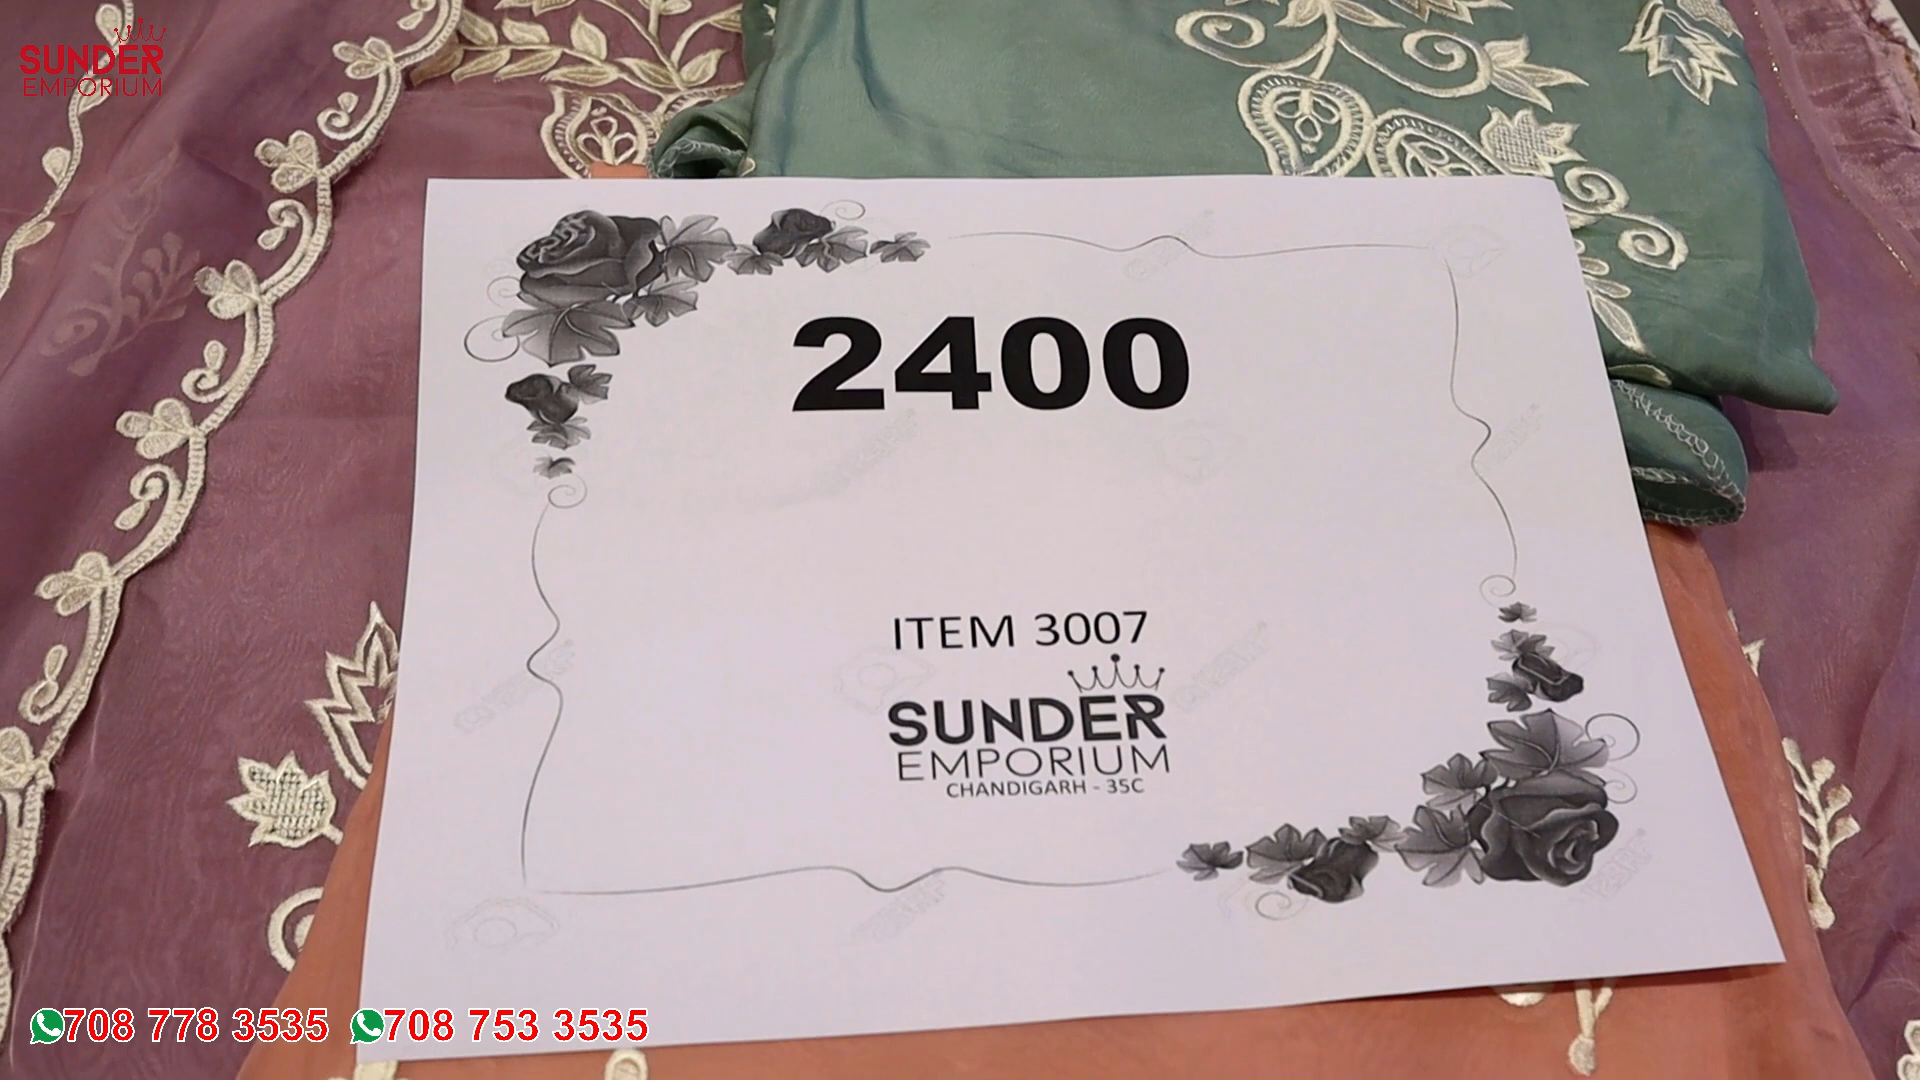 SUNDER
EMPORIUM
2400
ITEM 3007
SUNDER
EMPORIUM
CHANDIGARH - 35C
708 778 3535 708 753 3535